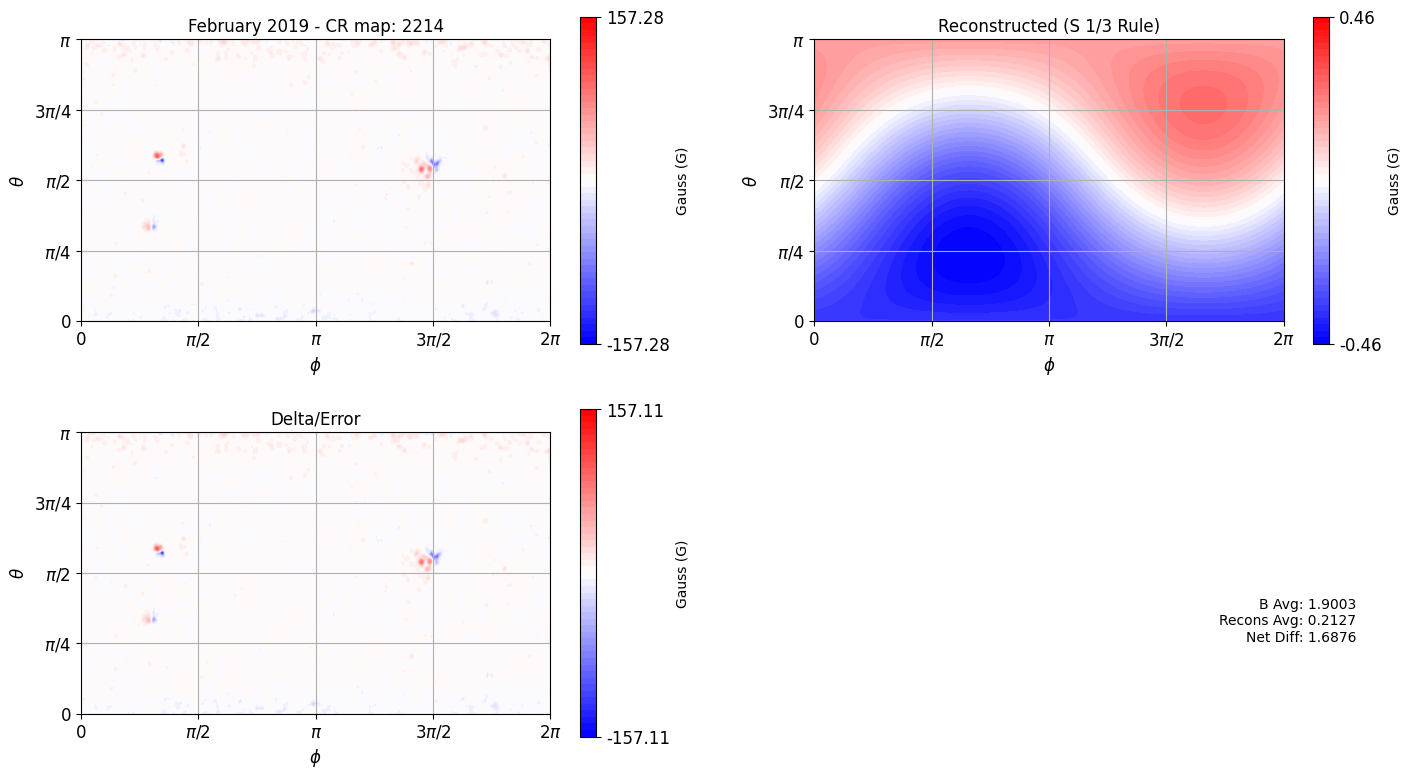 February 2019 - CR map: 2214
π
3π/4
π/2
π/4
0
θ
0
π/2
π
3π/2
2π
ϕ
157.28
-157.28
Gauss (G)
Reconstructed (S 1/3 Rule)
π
3π/4
π/2
π/4
0
θ
0
π/2
π
3π/2
2π
ϕ
0.46
-0.46
Gauss (G)
Delta/Error
π
3π/4
π/2
π/4
0
θ
0
π/2
π
3π/2
2π
ϕ
157.11
-157.11
Gauss (G)
B Avg: 1.9003
Recons Avg: 0.2127
Net Diff: 1.6876